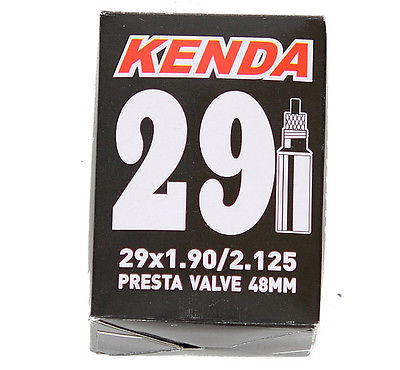 KENDA
29
29x1.90/2.125
PRESTA VALVE 48MM